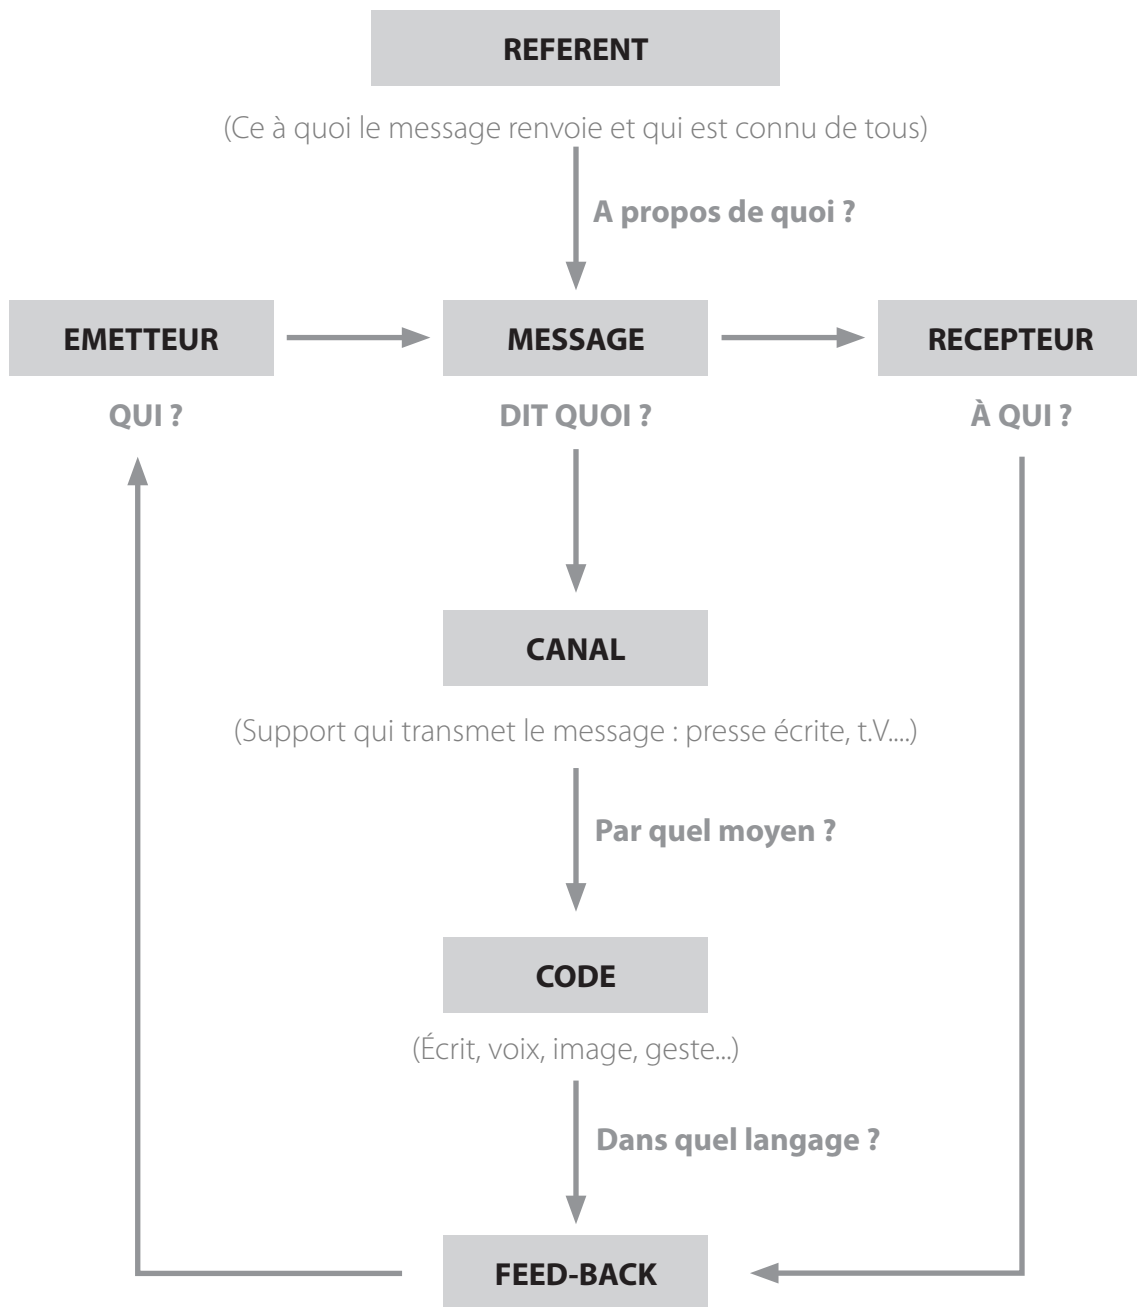 REFERENT
(Ce à quoi le message renvoie et qui est connu de tous)
A propos de quoi ?
EMETTEUR
MESSAGE
RECEPTEUR
QUI ?
DIT QUOI ?
À QUI ?
CANAL
(Support qui transmet le message : presse écrite, t.V....)
Par quel moyen ?
CODE
(Écrit, voix, image, geste...)
Dans quel langage ?
FEED-BACK